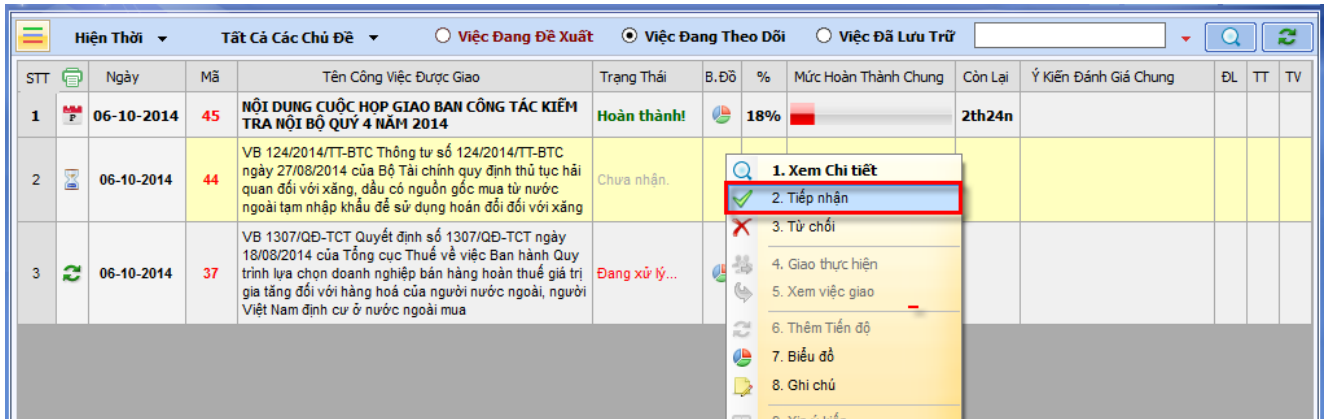 Hiện Thời Tất Cả Các Chủ Đề Việc Đang Đề Xuất Việc Đang Theo Dõi Việc Đã Lưu Trữ
STT Ngày Mã Tên Công Việc Được Giao Trạng Thái B.Đồ % Mức Hoàn Thành Chung Còn Lại Ý Kiến Đánh Giá Chung ĐL TT TV
1 P 06-10-2014 45 NỘI DUNG CUỘC HỌP GIAO BAN CÔNG TÁC KIỂM Hoàn thành! 18% 2th24n
TRA NỘI BỘ QUÝ 4 NĂM 2014
VB 124/2014/TT-BTC Thông tư số 124/2014/TT-BTC
2 06-10-2014 44 ngày 27/08/2014 của Bộ Tài chính quy định thủ tục hải Chưa nhận.
quan đối với xăng, dầu có nguồn gốc mua từ nước
ngoài tạm nhập khẩu để sử dụng hoán đổi đối với xăng
VB 1307/QĐ-TCT Quyết định số 1307/QĐ-TCT ngày
18/08/2014 của Tổng cục Thuế về việc Ban hành Quy
3 06-10-2014 37 trình lựa chọn doanh nghiệp bán hàng hoàn thuế giá trị Đang xử lý...
gia tăng đối với hàng hoá của người nước ngoài, người
Việt Nam định cư ở nước ngoài mua
1. Xem Chi tiết
2. Tiếp nhận
3. Từ chối
4. Giao thực hiện
5. Xem việc giao
6. Thêm Tiến độ
7. Biểu đồ
8. Ghi chú